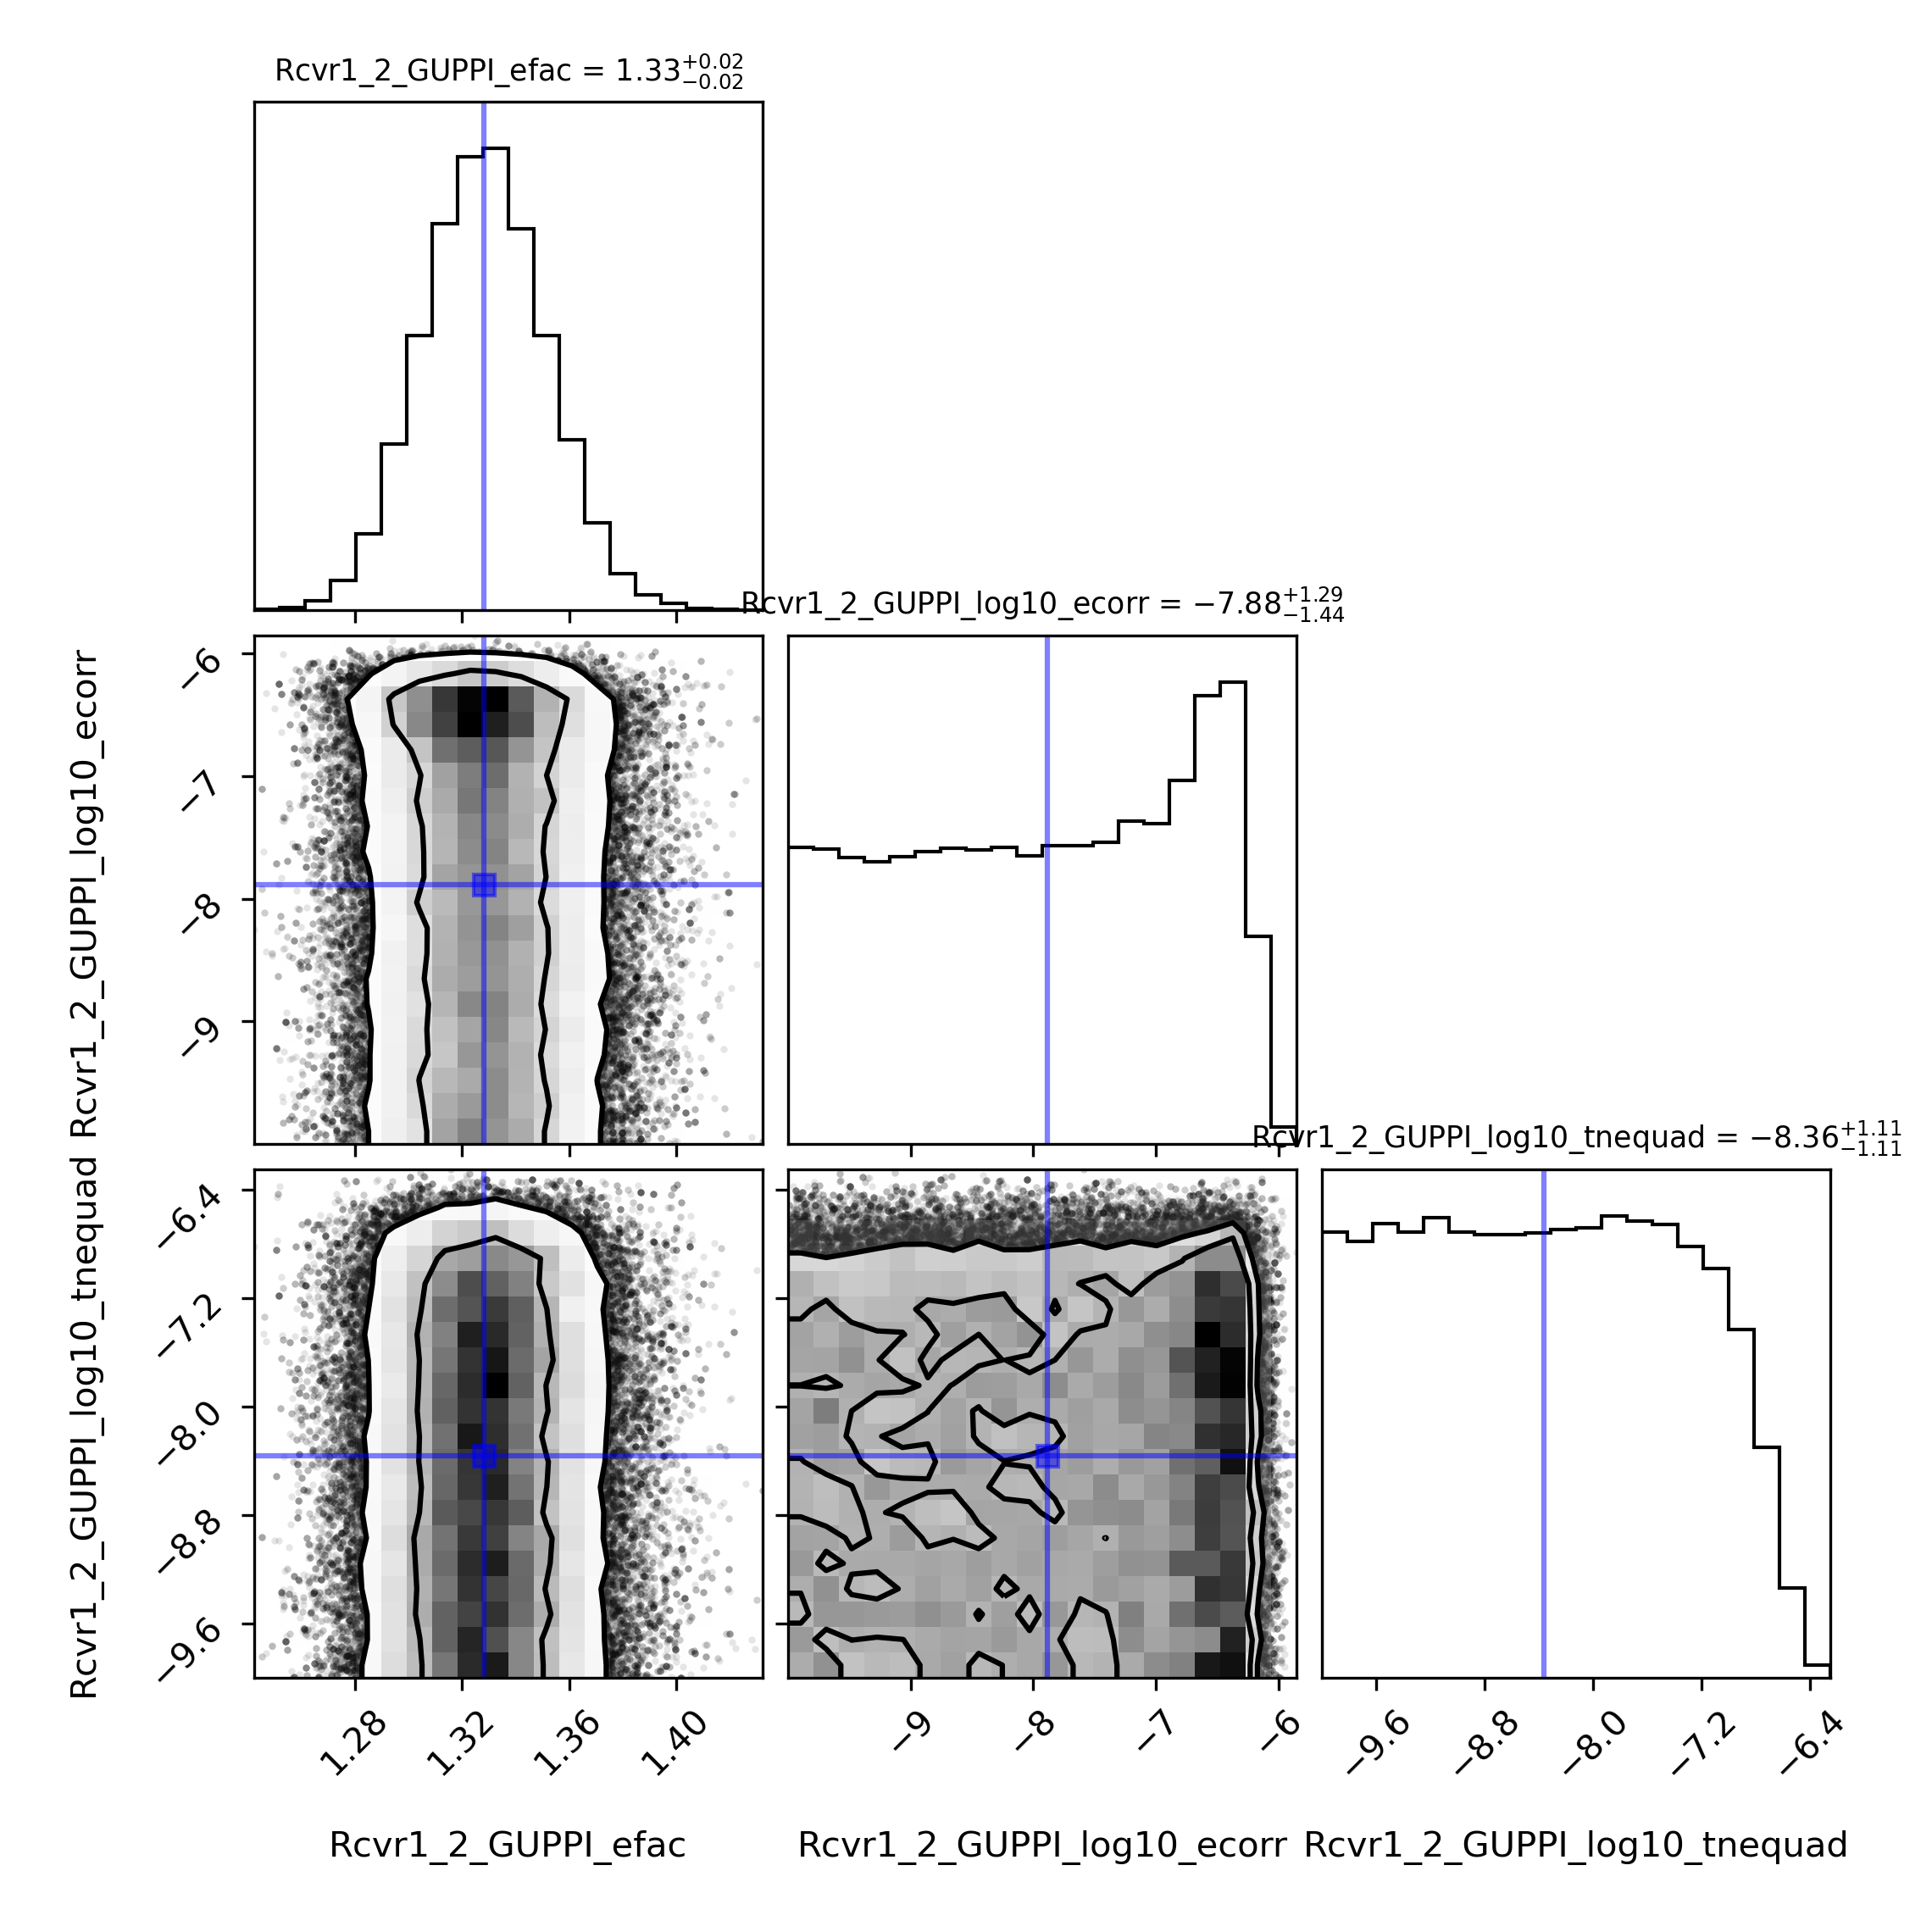 Rcvr1_2_GUPPI_efac = 1.33+0.02 −0.02
Rcvr1_2_GUPPI_log10_ecorr = −7.88+1.29 −1.44
−6
−7
−8
−9
Rcvr1_2_GUPPI_log10_ecorr
Rcvr1_2_GUPPI_log10_tnequad = −8.36+1.11 −1.11
−6.4
−7.2
−8.0
−8.8
−9.6
Rcvr1_2_GUPPI_log10_tnequad
1.28 1.32 1.36 1.40
−9 −8 −7 −6
−9.6 −8.8 −8.0 −7.2 −6.4
Rcvr1_2_GUPPI_efac
Rcvr1_2_GUPPI_log10_ecorr
Rcvr1_2_GUPPI_log10_tnequad